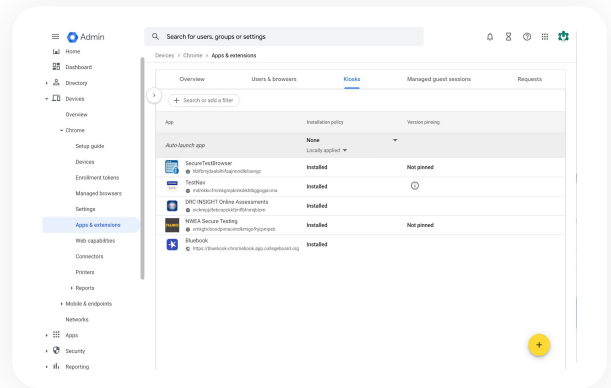 Admin
Search for users, groups or settings
Home
Devices > Chrome > Apps & extensions
Dashboard
Directory
Devices
Overview
Chrome
Setup guide
Devices
Enrollment tokens
Managed browsers
Settings
Apps & extensions
Web capabilities
Connectors
Printers
Reports
Mobile & endpoints
Networks
Apps
Security
Reporting
Overview Users & browsers Kiosks Managed guest sessions Requests
+ Search or add a filter
App Installation policy Version pinning
Auto-launch app None
Locally applied
SecureTestBrowser Installed Not pinned
TestNav Installed
DRC INSIGHT Online Assessments Installed
NWEA Secure Testing Installed Not pinned
Bluebook Installed
https://bluebook-chromebook.app.collegeboard.org